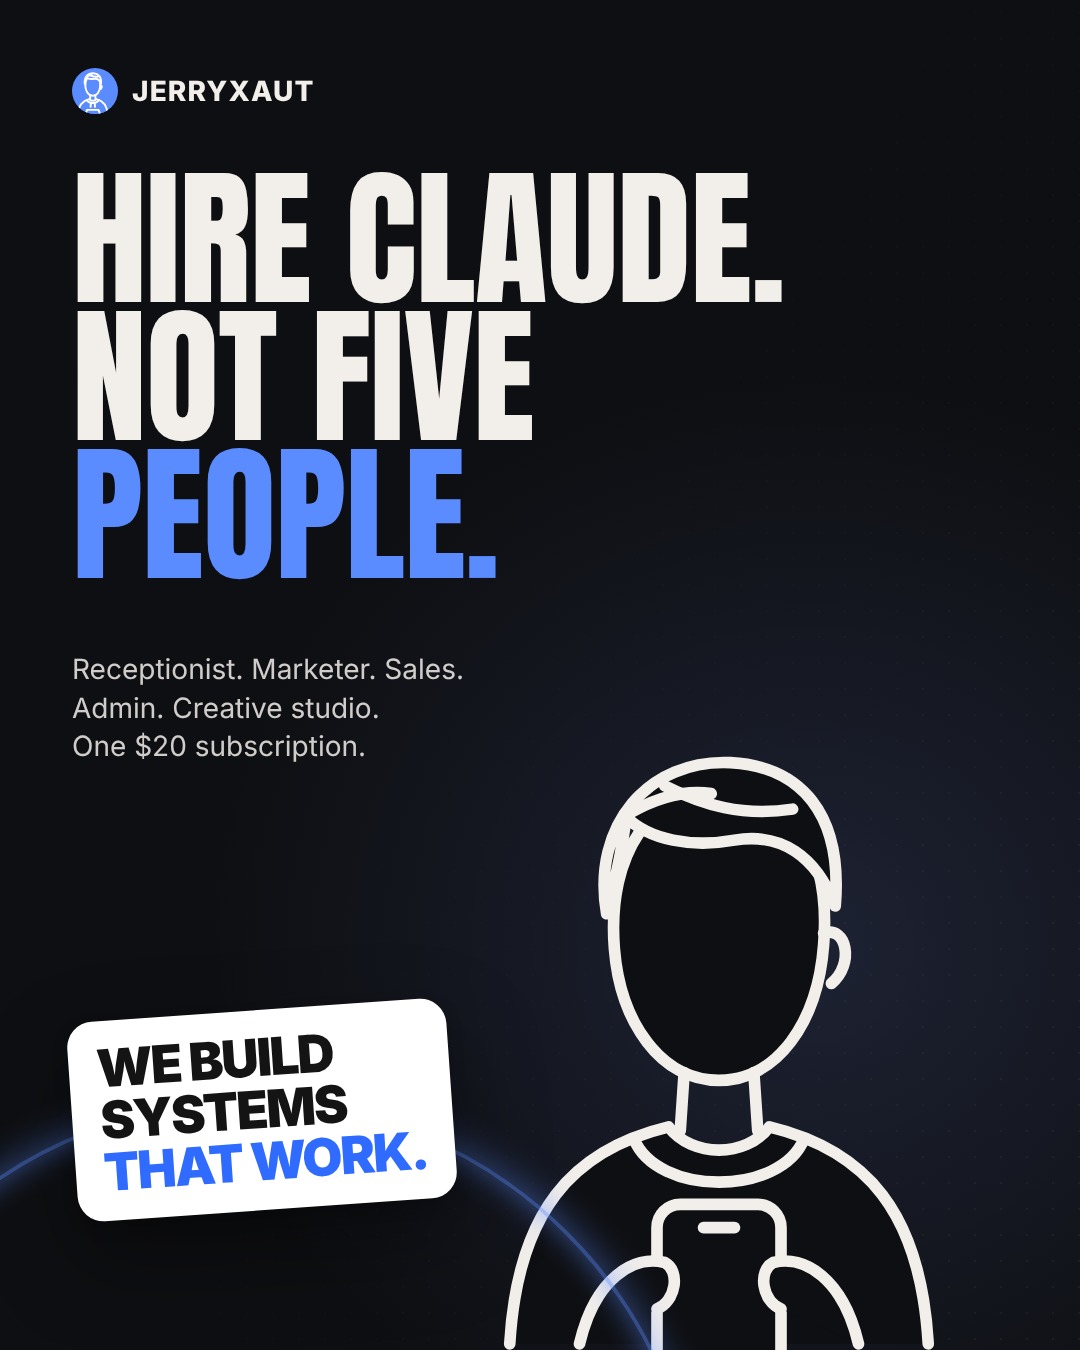 JERRYXAUT
HIRE CLAUDE.
NOT FIVE
PEOPLE.
Receptionist. Marketer. Sales.
Admin. Creative studio.
One $20 subscription.
WE BUILD
SYSTEMS
THAT WORK.